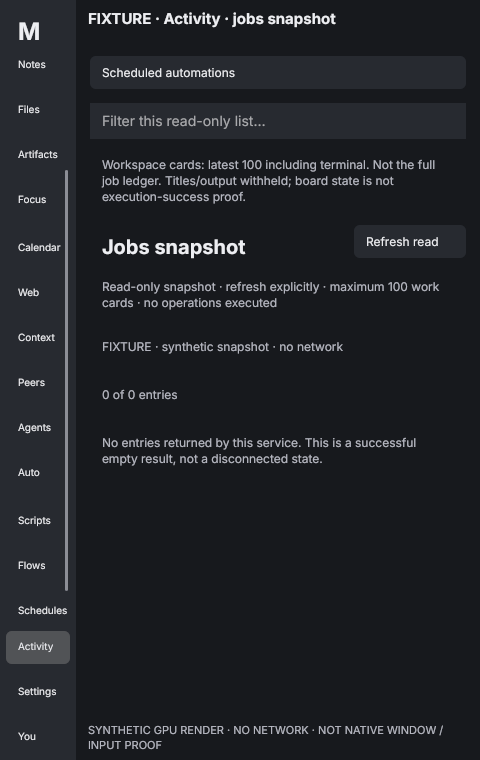 M
Notes
Files
Artifacts
Focus
Calendar
Web
Context
Peers
Agents
Auto
Scripts
Flows
Schedules
Activity
Settings
You
FIXTURE · Activity · jobs snapshot
Scheduled automations
Filter this read-only list...
Workspace cards: latest 100 including terminal. Not the full
job ledger. Titles/output withheld; board state is not
execution-success proof.
Jobs snapshot
Refresh read
Read-only snapshot · refresh explicitly · maximum 100 work
cards · no operations executed
FIXTURE · synthetic snapshot · no network
0 of 0 entries
No entries returned by this service. This is a successful
empty result, not a disconnected state.
SYNTHETIC GPU RENDER · NO NETWORK · NOT NATIVE WINDOW /
INPUT PROOF